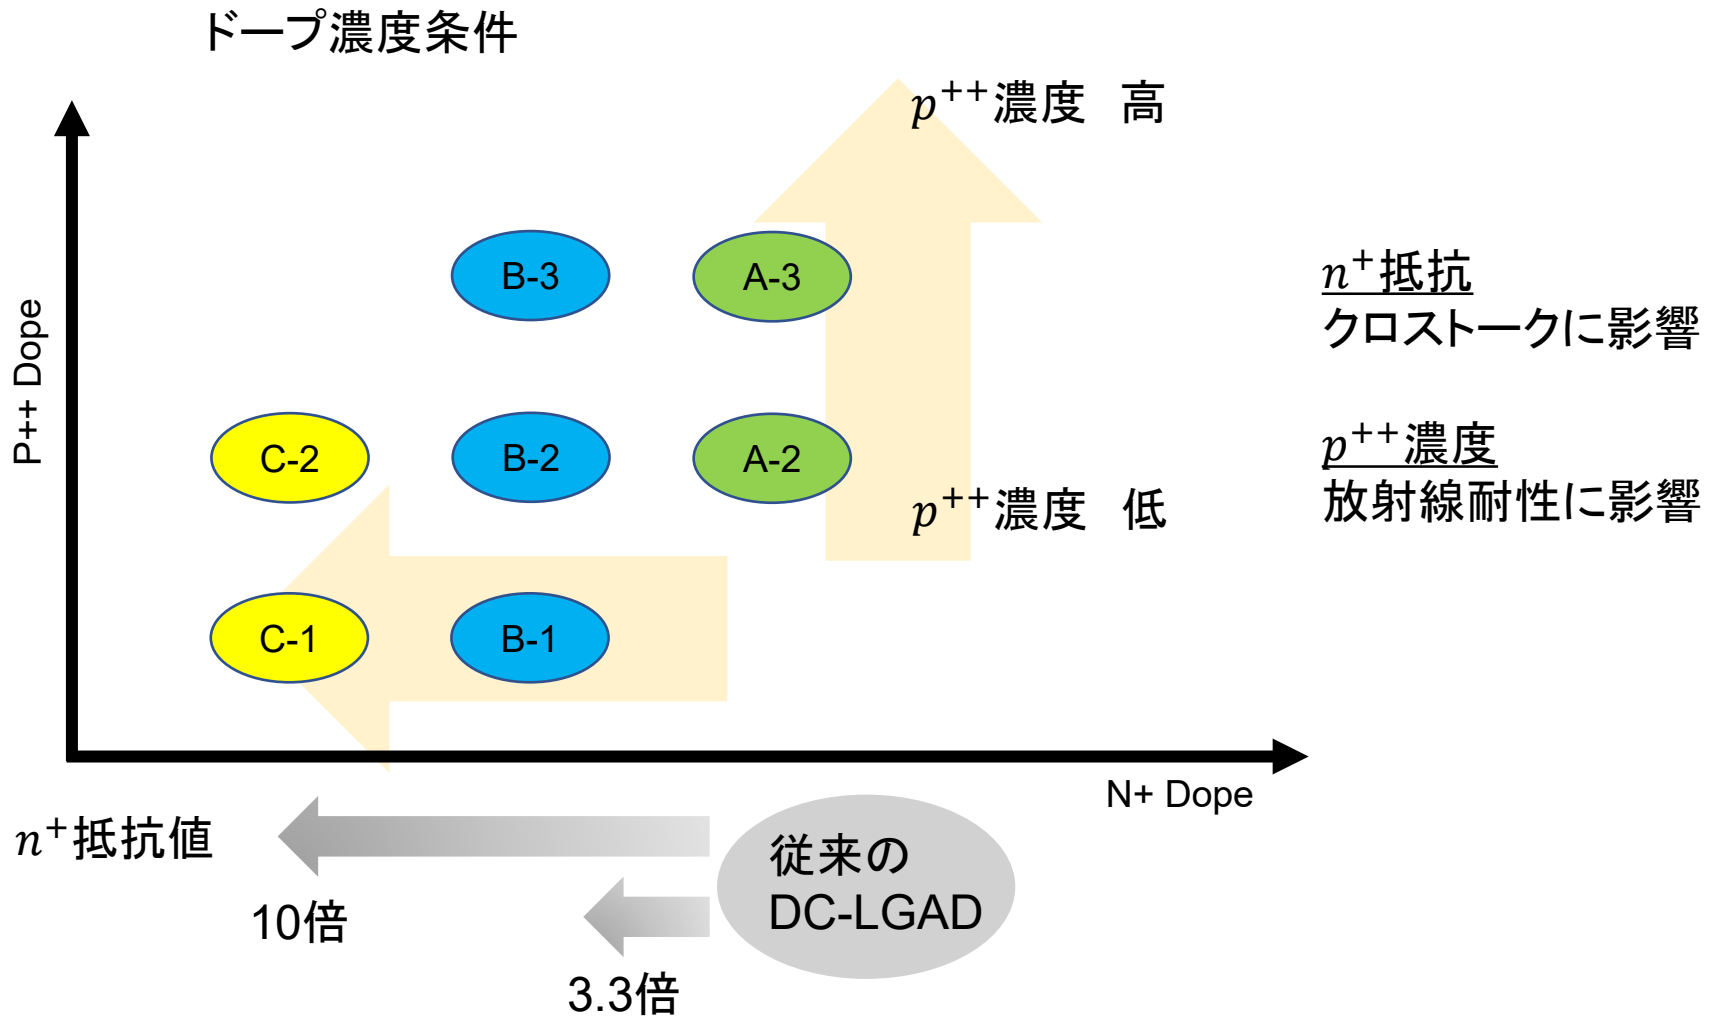 ドープ濃度条件
p⁺⁺濃度　高
P++ Dope
B-3
A-3
n⁺抵抗
クロストークに影響
C-2
B-2
A-2
p⁺⁺濃度
放射線耐性に影響
p⁺⁺濃度　低
C-1
B-1
N+ Dope
n⁺抵抗値
従来の
DC-LGAD
10倍
3.3倍